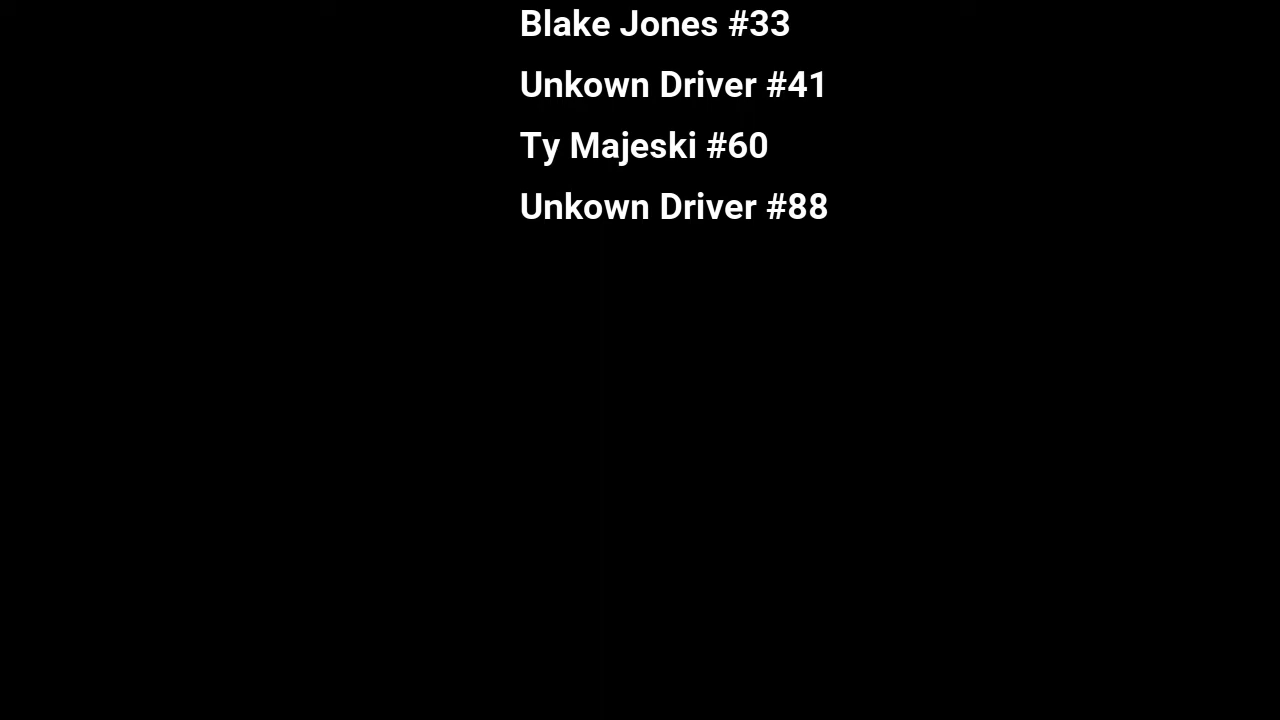 Blake Jones #33
Unkown Driver #41
Ty Majeski #60
Unkown Driver #88